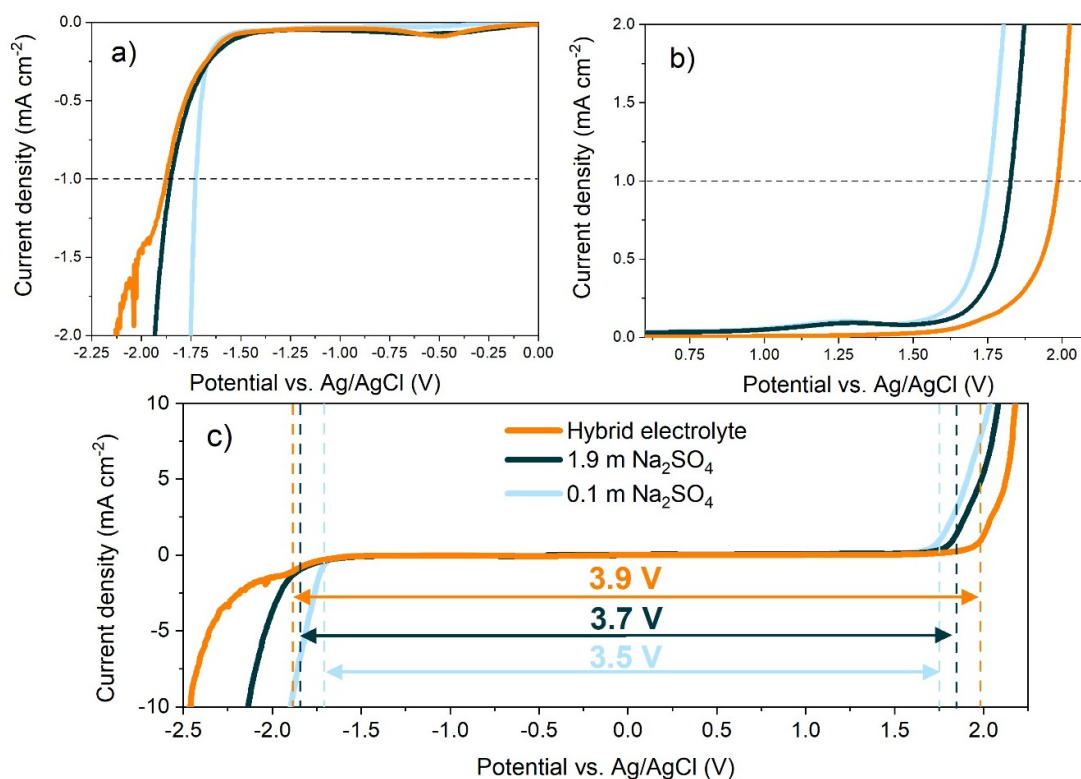 a)
0.0
-0.5
-1.0
-1.5
-2.0
Current density (mA cm⁻²)
-2.25 -2.00 -1.75 -1.50 -1.25 -1.00 -0.75 -0.50 -0.25 0.00
Potential vs. Ag/AgCl (V)
b)
2.0
1.5
1.0
0.5
0.0
Current density (mA cm⁻²)
0.75 1.00 1.25 1.50 1.75 2.00
Potential vs. Ag/AgCl (V)
c)
10
5
0
-5
-10
Current density (mA cm⁻²)
Hybrid electrolyte
1.9 m Na₂SO₄
0.1 m Na₂SO₄
3.9 V
3.7 V
3.5 V
-2.5 -2.0 -1.5 -1.0 -0.5 0.0 0.5 1.0 1.5 2.0
Potential vs. Ag/AgCl (V)